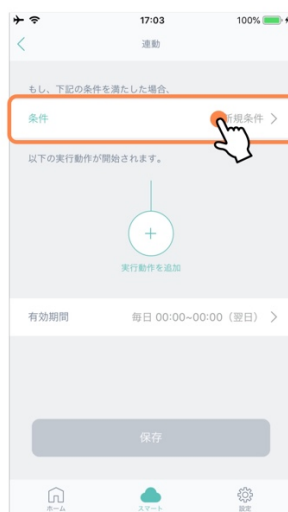 17:03 100%
連動
もし、下記の条件を満たした場合、
条件 新規条件
以下の実行動作が開始されます。
実行動作を追加
有効期間 毎日 00:00~00:00（翌日）
保存
ホーム スマート 設定